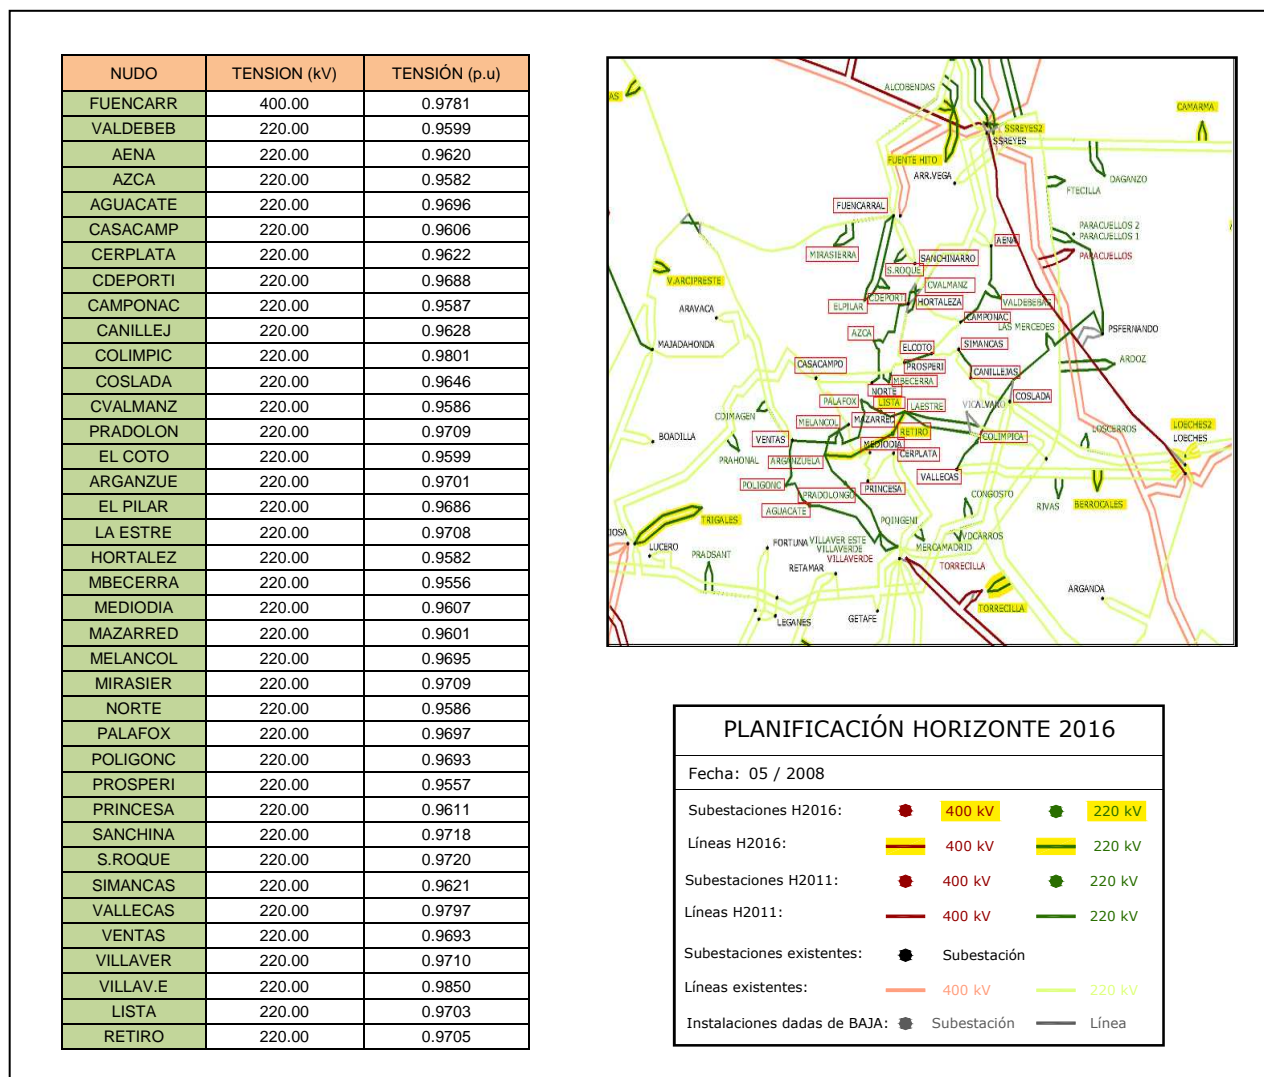 NUDO TENSION (kV) TENSIÓN (p.u)
FUENCARR 400.00 0.9781
VALDEBEB 220.00 0.9599
AENA 220.00 0.9620
AZCA 220.00 0.9582
AGUACATE 220.00 0.9696
CASACAMP 220.00 0.9606
CERPLATA 220.00 0.9622
CDEPORTI 220.00 0.9688
CAMPONAC 220.00 0.9587
CANILLEJ 220.00 0.9628
COLIMPIC 220.00 0.9801
COSLADA 220.00 0.9646
CVALMANZ 220.00 0.9586
PRADOLON 220.00 0.9709
EL COTO 220.00 0.9599
ARGANZUE 220.00 0.9701
EL PILAR 220.00 0.9686
LA ESTRE 220.00 0.9708
HORTALEZ 220.00 0.9582
MBECERRA 220.00 0.9556
MEDIODIA 220.00 0.9607
MAZARRED 220.00 0.9601
MELANCOL 220.00 0.9695
MIRASIER 220.00 0.9709
NORTE 220.00 0.9586
PALAFOX 220.00 0.9697
POLIGONC 220.00 0.9693
PROSPERI 220.00 0.9557
PRINCESA 220.00 0.9611
SANCHINA 220.00 0.9718
S.ROQUE 220.00 0.9720
SIMANCAS 220.00 0.9621
VALLECAS 220.00 0.9797
VENTAS 220.00 0.9693
VILLAVER 220.00 0.9710
VILLAV.E 220.00 0.9850
LISTA 220.00 0.9703
RETIRO 220.00 0.9705
ALCOBENDAS
AS
CAMARMA
SSREYES2
SSREYES
FUENTE HITO
ARR.VEGA
DAGANZO
FTECILLA
FUENCARRAL
PARACUELLOS 2
PARACUELLOS 1
AENA
MIRASIERRA
SANCHINARRO
PARACUELLOS
S.ROQUE
V.ARCIPRESTE
CVALMANZ
CDEPORTI
HORTALEZA
VALDEBEBAS
ELPILAR
ARAVACA
CAMPONAC
LAS MERCEDES
PSFERNANDO
AZCA
MAJADAHONDA
ELCOTO
SIMANCAS
ARDOZ
CASACAMPO
PROSPERI
CANILLEJAS
MBECERRA
NORTE
COSLADA
PALAFOX
LISTA
LAESTRE
VICALVARO
COIMAGEN
MELANCOL
MAZARRED
LOECHES2
BOADILLA
VENTAS
RETIRO
COLIMPICA
LOSCERROS
LOECHES
MEDIODIA
PRAHONAL
ARGANZUELA
CERPLATA
VALLECAS
POLIGONC
PRINCESA
PRADOLONGO
CONGOSTO
RIVAS
BERROCALES
AGUACATE
TRIGALES
PQINGENI
IOSA
VDCARROS
LUCERO
FORTUNA
VILLAVER ESTE
VILLAVERDE
MERCAMADRID
PRADSANT
VILLAVERDE
RETAMAR
TORRECILLA
ARGANDA
TORRECILLA
LEGANES
GETAFE
PLANIFICACIÓN HORIZONTE 2016
Fecha: 05 / 2008
Subestaciones H2016: 400 kV 220 kV
Líneas H2016: 400 kV 220 kV
Subestaciones H2011: 400 kV 220 kV
Líneas H2011: 400 kV 220 kV
Subestaciones existentes: Subestación
Líneas existentes: 400 kV 220 kV
Instalaciones dadas de BAJA: Subestación Línea